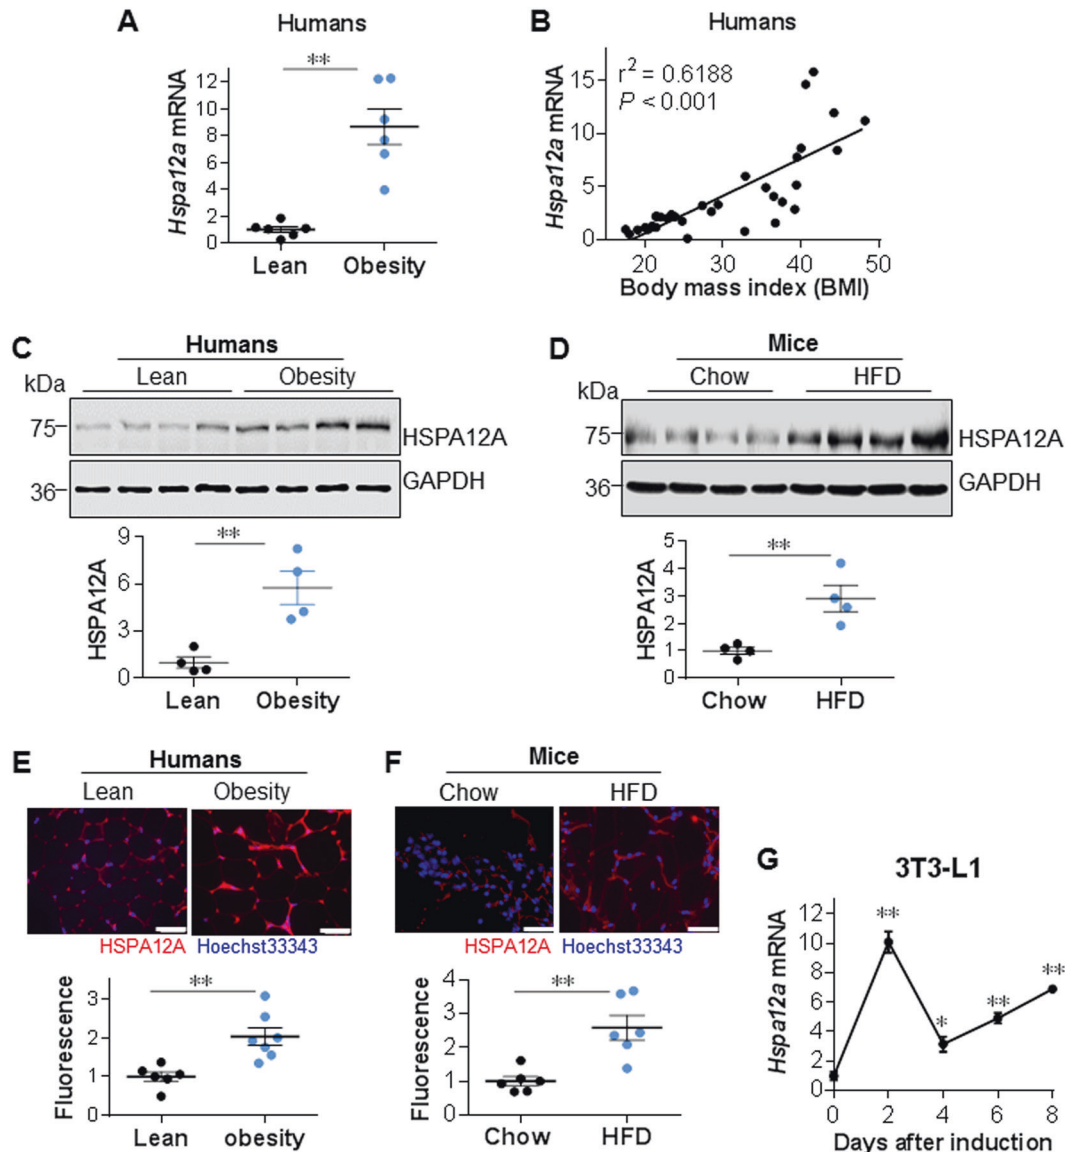 A
Humans
**
Hspa12a mRNA
12
10
8
6
4
2
0
Lean Obesity
B
Humans
r² = 0.6188
P < 0.001
Hspa12a mRNA
15
10
5
0
20 30 40 50
Body mass index (BMI)
C
Humans
kDa
Lean Obesity
75
HSPA12A
36
GAPDH
**
HSPA12A
9
6
3
0
Lean Obesity
D
Mice
kDa
Chow HFD
75
HSPA12A
36
GAPDH
**
HSPA12A
5
4
3
2
1
0
Chow HFD
E
Humans
Lean Obesity
HSPA12A Hoechst33343
**
Fluorescence
3
2
1
0
Lean obesity
F
Mice
Chow HFD
HSPA12A Hoechst33343
**
Fluorescence
4
3
2
1
0
Chow HFD
G
3T3-L1
Hspa12a mRNA
12
10
8
6
4
2
0
**
*
**
**
0 2 4 6 8
Days after induction